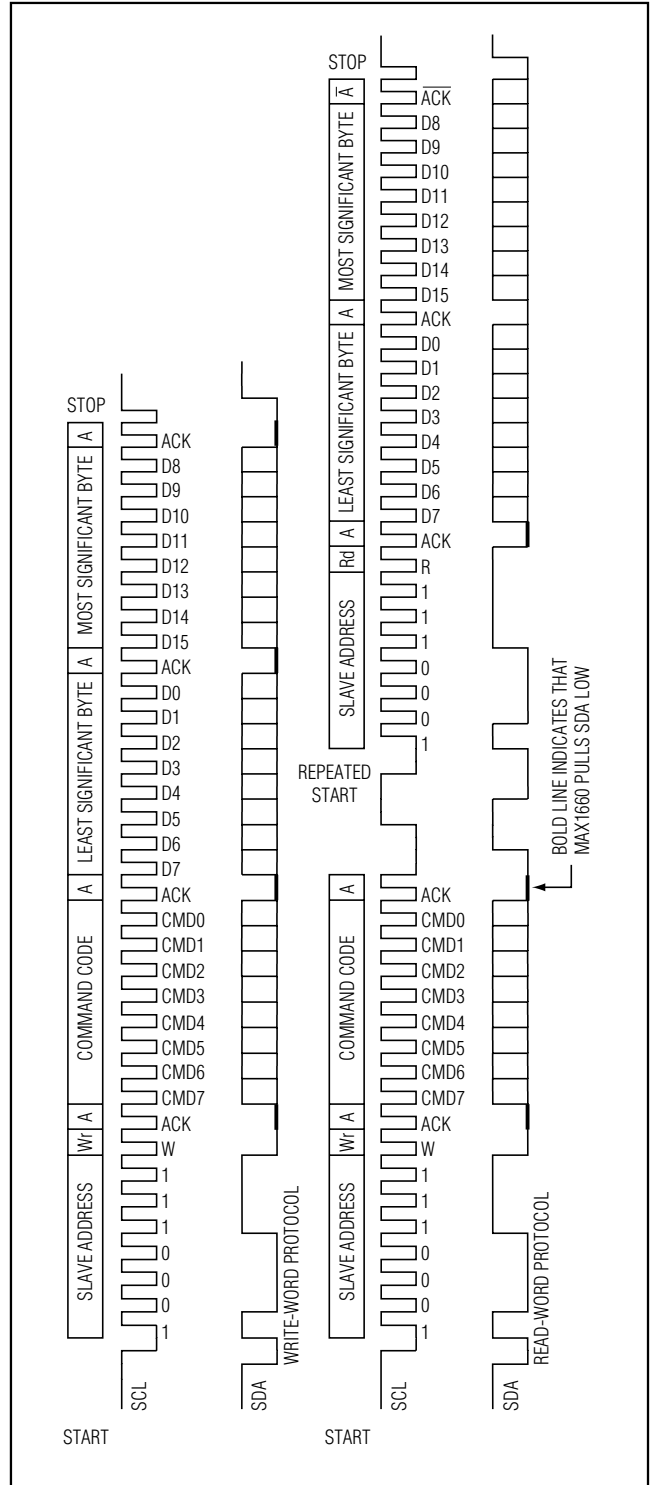 START
SLAVE ADDRESS Wr A COMMAND CODE A LEAST SIGNIFICANT BYTE A MOST SIGNIFICANT BYTE A
STOP
SCL
1
0
0
0
1
1
1
W
ACK
CMD7
CMD6
CMD5
CMD4
CMD3
CMD2
CMD1
CMD0
ACK
D7
D6
D5
D4
D3
D2
D1
D0
ACK
D15
D14
D13
D12
D11
D10
D9
D8
ACK
SDA
WRITE-WORD PROTOCOL
START
SLAVE ADDRESS Wr A COMMAND CODE A
REPEATED
START
SLAVE ADDRESS Rd A LEAST SIGNIFICANT BYTE A MOST SIGNIFICANT BYTE A̅
STOP
SCL
1
0
0
0
1
1
1
W
ACK
CMD7
CMD6
CMD5
CMD4
CMD3
CMD2
CMD1
CMD0
ACK
1
0
0
0
1
1
1
R
ACK
D7
D6
D5
D4
D3
D2
D1
D0
ACK
D15
D14
D13
D12
D11
D10
D9
D8
A̅C̅K̅
SDA
READ-WORD PROTOCOL
BOLD LINE INDICATES THAT
MAX1660 PULLS SDA LOW